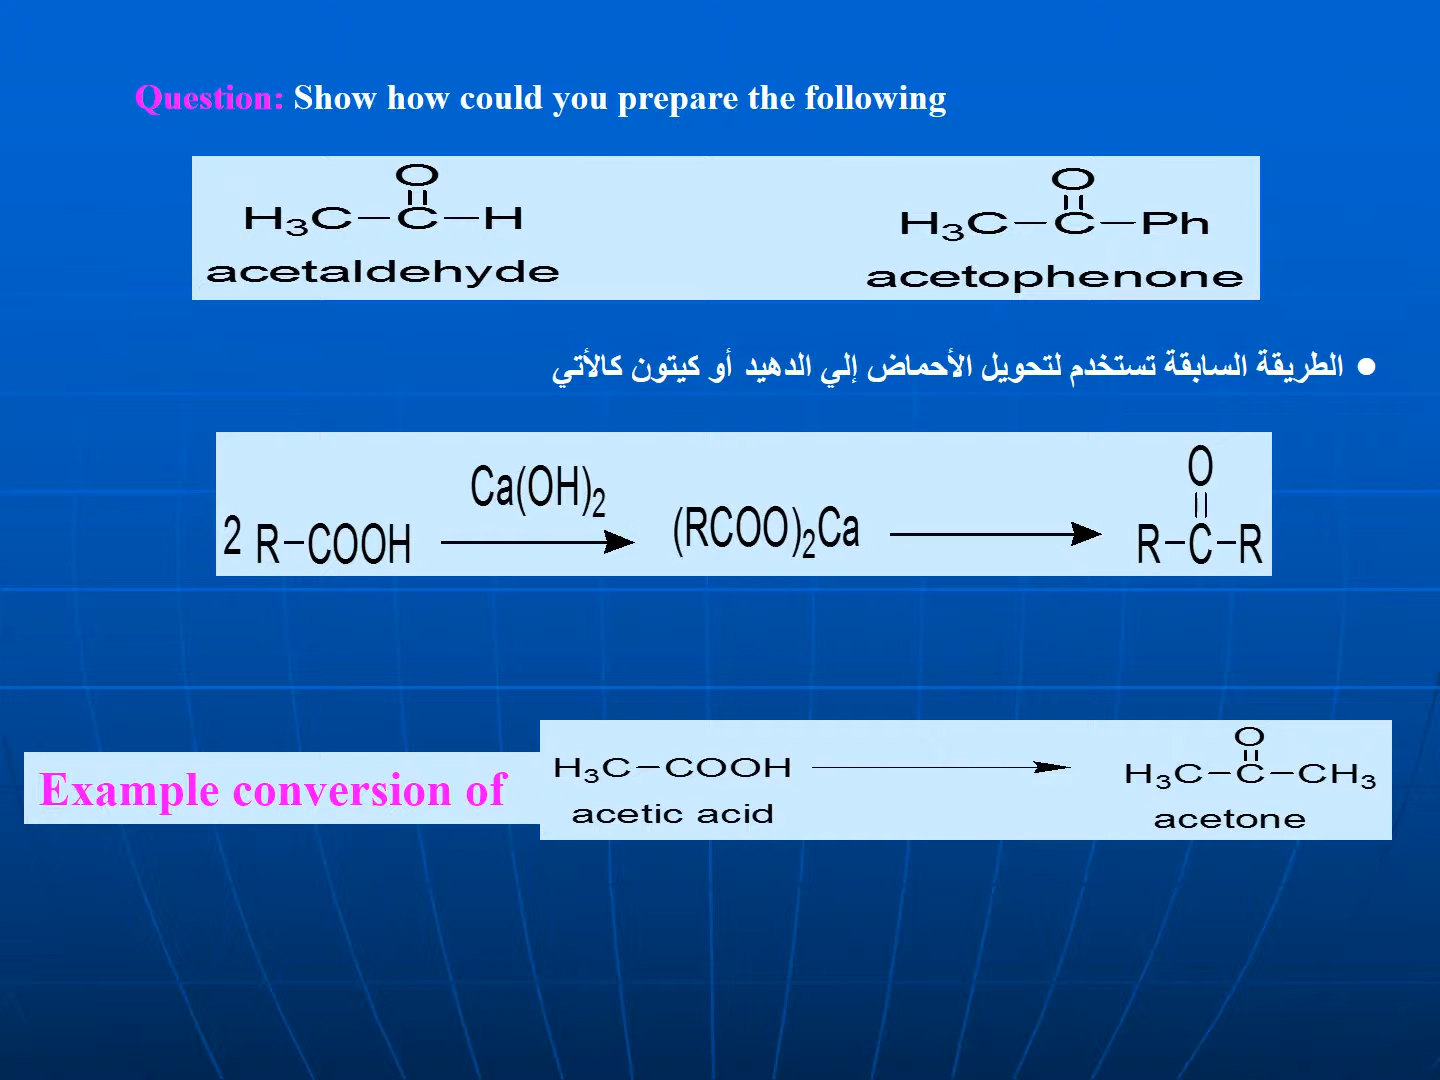 Question: Show how could you prepare the following
O
H₃C–C–H
acetaldehyde
O
H₃C–C–Ph
acetophenone
● الطريقة السابقة تستخدم لتحويل الأحماض إلي الدهيد أو كيتون كالأتي
2 R–COOH
Ca(OH)₂
(RCOO)₂Ca
O
R–C–R
Example conversion of
H₃C–COOH
acetic acid
O
H₃C–C–CH₃
acetone